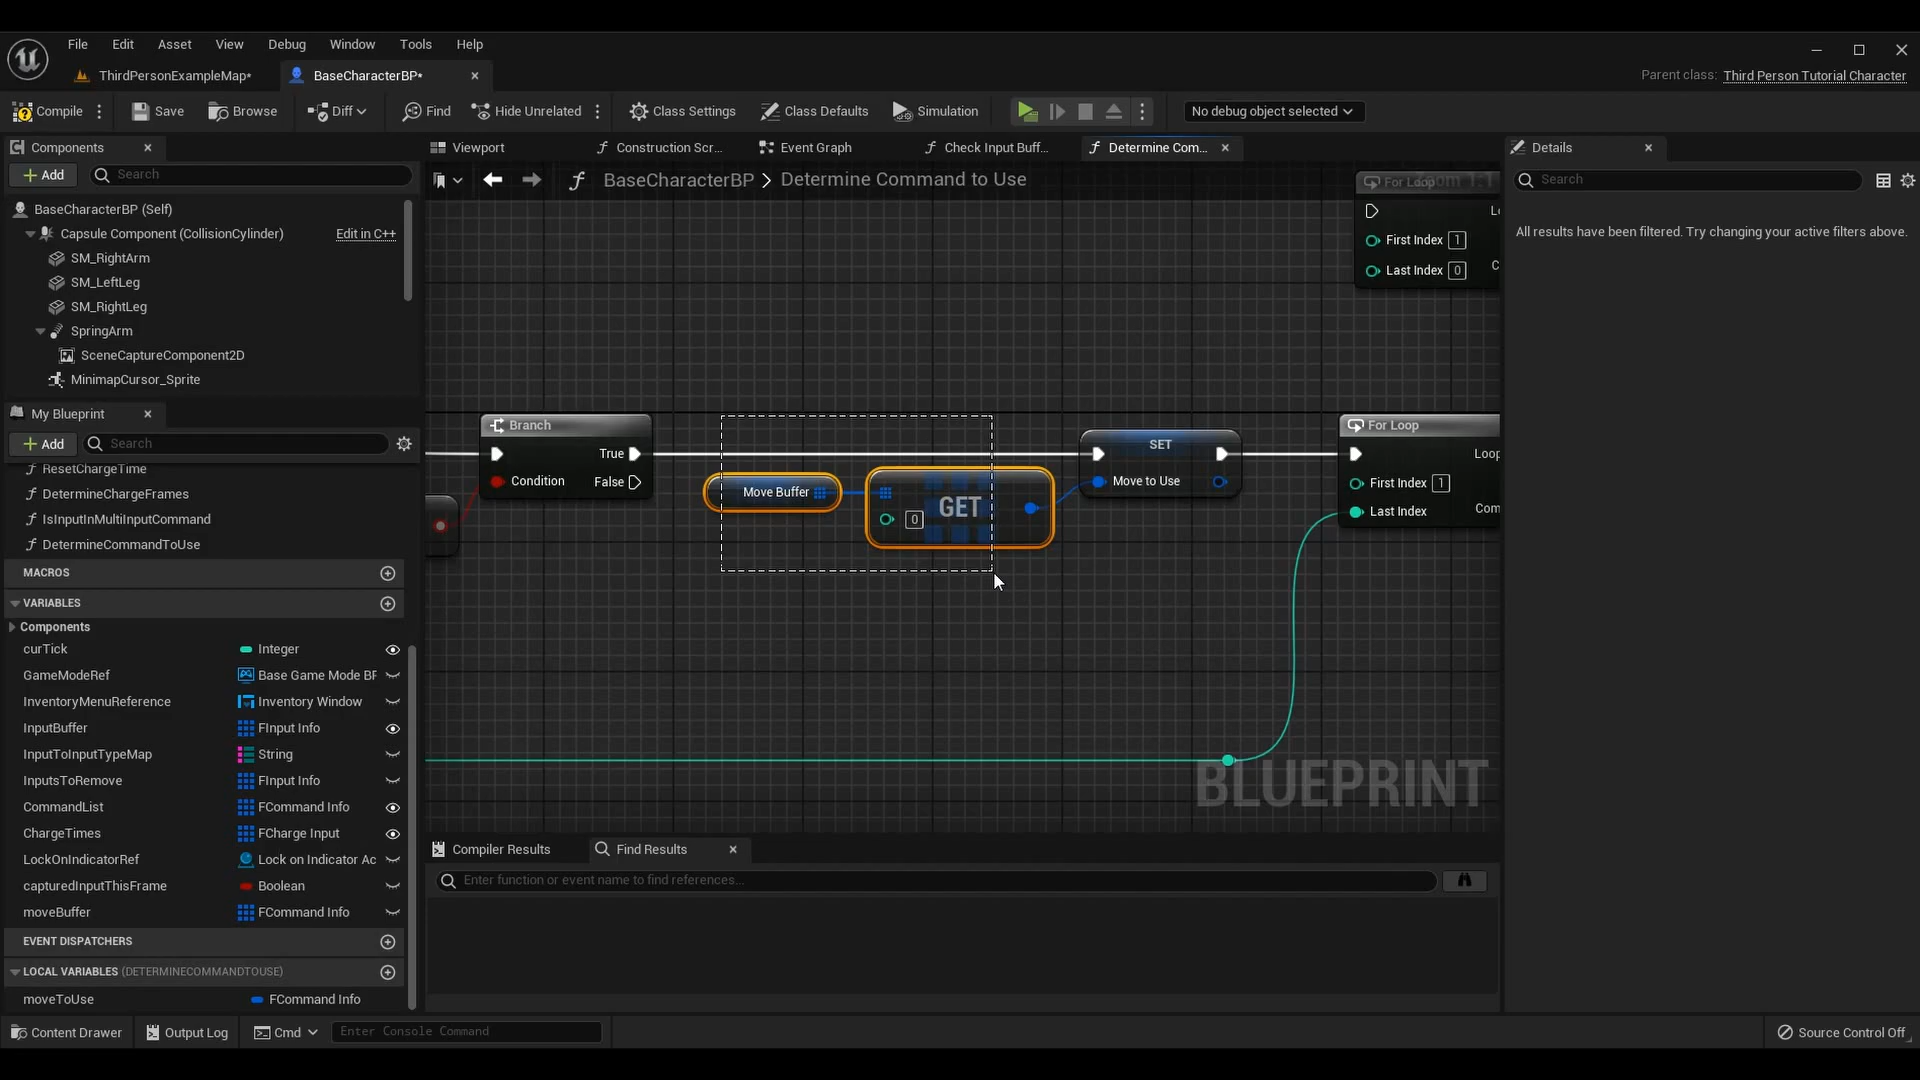 File Edit Asset View Debug Window Tools Help
ThirdPersonExampleMap*
BaseCharacterBP*
Parent class: Third Person Tutorial Character
Compile
Save
Browse
Diff
Find
Hide Unrelated
Class Settings
Class Defaults
Simulation
No debug object selected
Components
Add
Search
BaseCharacterBP (Self)
Capsule Component (CollisionCylinder) Edit in C++
SM_RightArm
SM_LeftLeg
SM_RightLeg
SpringArm
SceneCaptureComponent2D
MinimapCursor_Sprite
My Blueprint
Add
Search
ResetChargeTime
DetermineChargeFrames
IsInputInMultiInputCommand
DetermineCommandToUse
MACROS
VARIABLES
Components
curTick Integer
GameModeRef Base Game Mode BP
InventoryMenuReference Inventory Window
InputBuffer FInput Info
InputToInputTypeMap String
InputsToRemove FInput Info
CommandList FCommand Info
ChargeTimes FCharge Input
LockOnIndicatorRef Lock on Indicator Ac
capturedInputThisFrame Boolean
moveBuffer FCommand Info
EVENT DISPATCHERS
LOCAL VARIABLES (DETERMINECOMMANDTOUSE)
moveToUse FCommand Info
Viewport
Construction Scr...
Event Graph
Check Input Buff...
Determine Com...
BaseCharacterBP > Determine Command to Use
Zoom 1:1
For Loop
Lo
First Index 1
Last Index 0
C
Branch
True
Condition False
Move Buffer
GET
0
SET
Move to Use
For Loop
Loop
First Index 1
Last Index Com
BLUEPRINT
Compiler Results
Find Results
Enter function or event name to find references...
Details
Search
All results have been filtered. Try changing your active filters above.
Content Drawer
Output Log
Cmd
Enter Console Command
Source Control Off